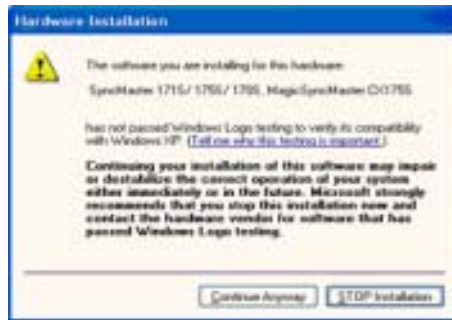 Hardware Installation
The software you are installing for this hardware:
SyncMaster 171S/ 175S/ 170S, MagicSyncMaster CX175S
has not passed Windows Logo testing to verify its compatibility
with Windows XP. (Tell me why this testing is important.)
Continuing your installation of this software may impair
or destabilize the correct operation of your system
either immediately or in the future. Microsoft strongly
recommends that you stop this installation now and
contact the hardware vendor for software that has
passed Windows Logo testing.
Continue Anyway
STOP Installation